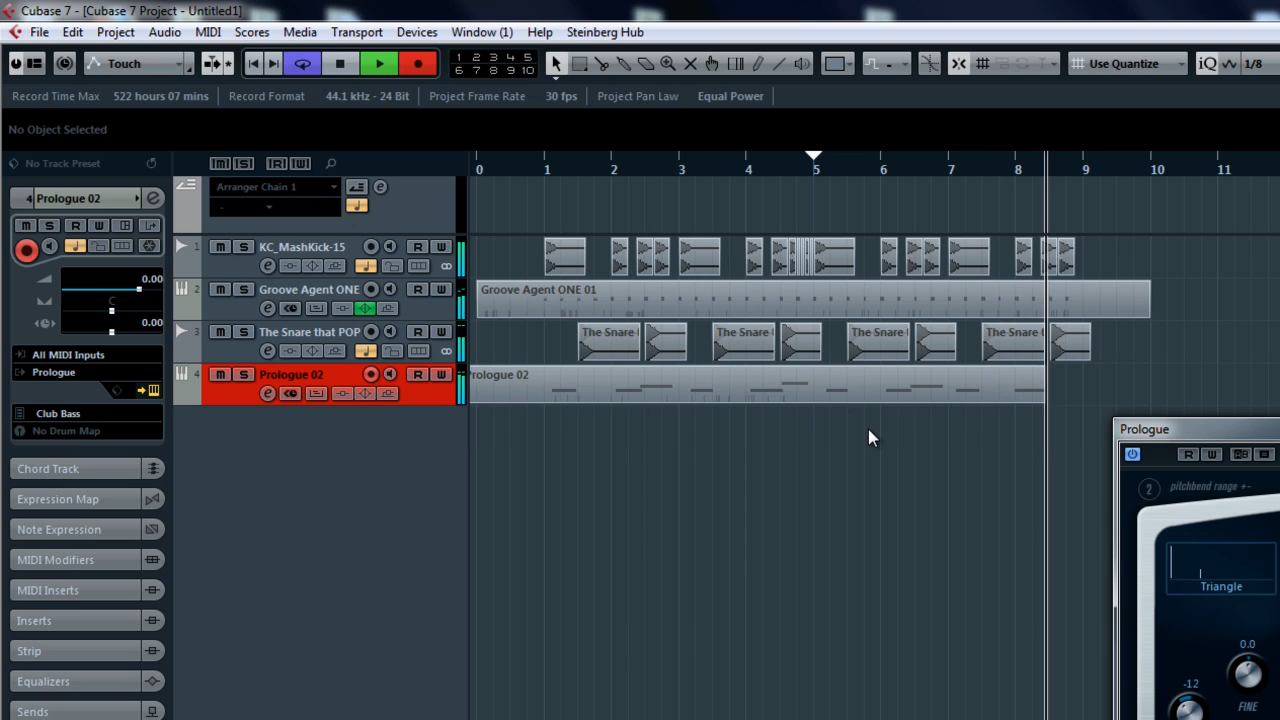 Cubase 7 - [Cubase 7 Project - Untitled1]
File Edit Project Audio MIDI Scores Media Transport Devices Window (1) Help Steinberg Hub
Touch 1 2 3 4 5 Use Quantize iQ 1/8
6 7 8 9 10
Record Time Max 522 hours 07 mins Record Format 44.1 kHz - 24 Bit Project Frame Rate 30 fps Project Pan Law Equal Power
No Object Selected
No Track Preset [M] [S] [R] [W] 0 1 2 3 4 5 6 7 8 9 10 11
Arranger Chain 1 e
4 Prologue 02 e
M S R W
1 M S KC_MashKick-15 R W
e
0.00
2 M S Groove Agent ONE R W Groove Agent ONE 01
C
e
0.00
3 M S The Snare that POP R W The Snare The Snare The Snare The Snare
All MIDI Inputs e
Prologue
4 M S Prologue 02 R W rologue 02
e
Club Bass
No Drum Map
Chord Track
Expression Map
Note Expression
MIDI Modifiers
MIDI Inserts
Inserts
Strip
Equalizers
Sends
Prologue
R W
2 pitchbend range +-
Triangle
0.0
-12
FINE